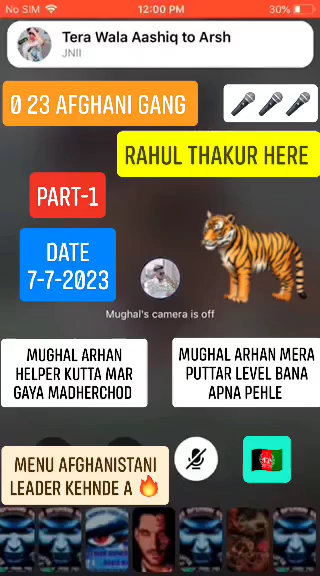 No SIM 12:00 PM 30%
Tera Wala Aashiq to Arsh
JNII
0 23 AFGHANI GANG
RAHUL THAKUR HERE
PART-1
DATE
7-7-2023
Mughal's camera is off
MUGHAL ARHAN
HELPER KUTTA MAR
GAYA MADHERCHOD
MUGHAL ARHAN MERA
PUTTAR LEVEL BANA
APNA PEHLE
MENU AFGHANISTANI
LEADER KEHNDE A 🔥